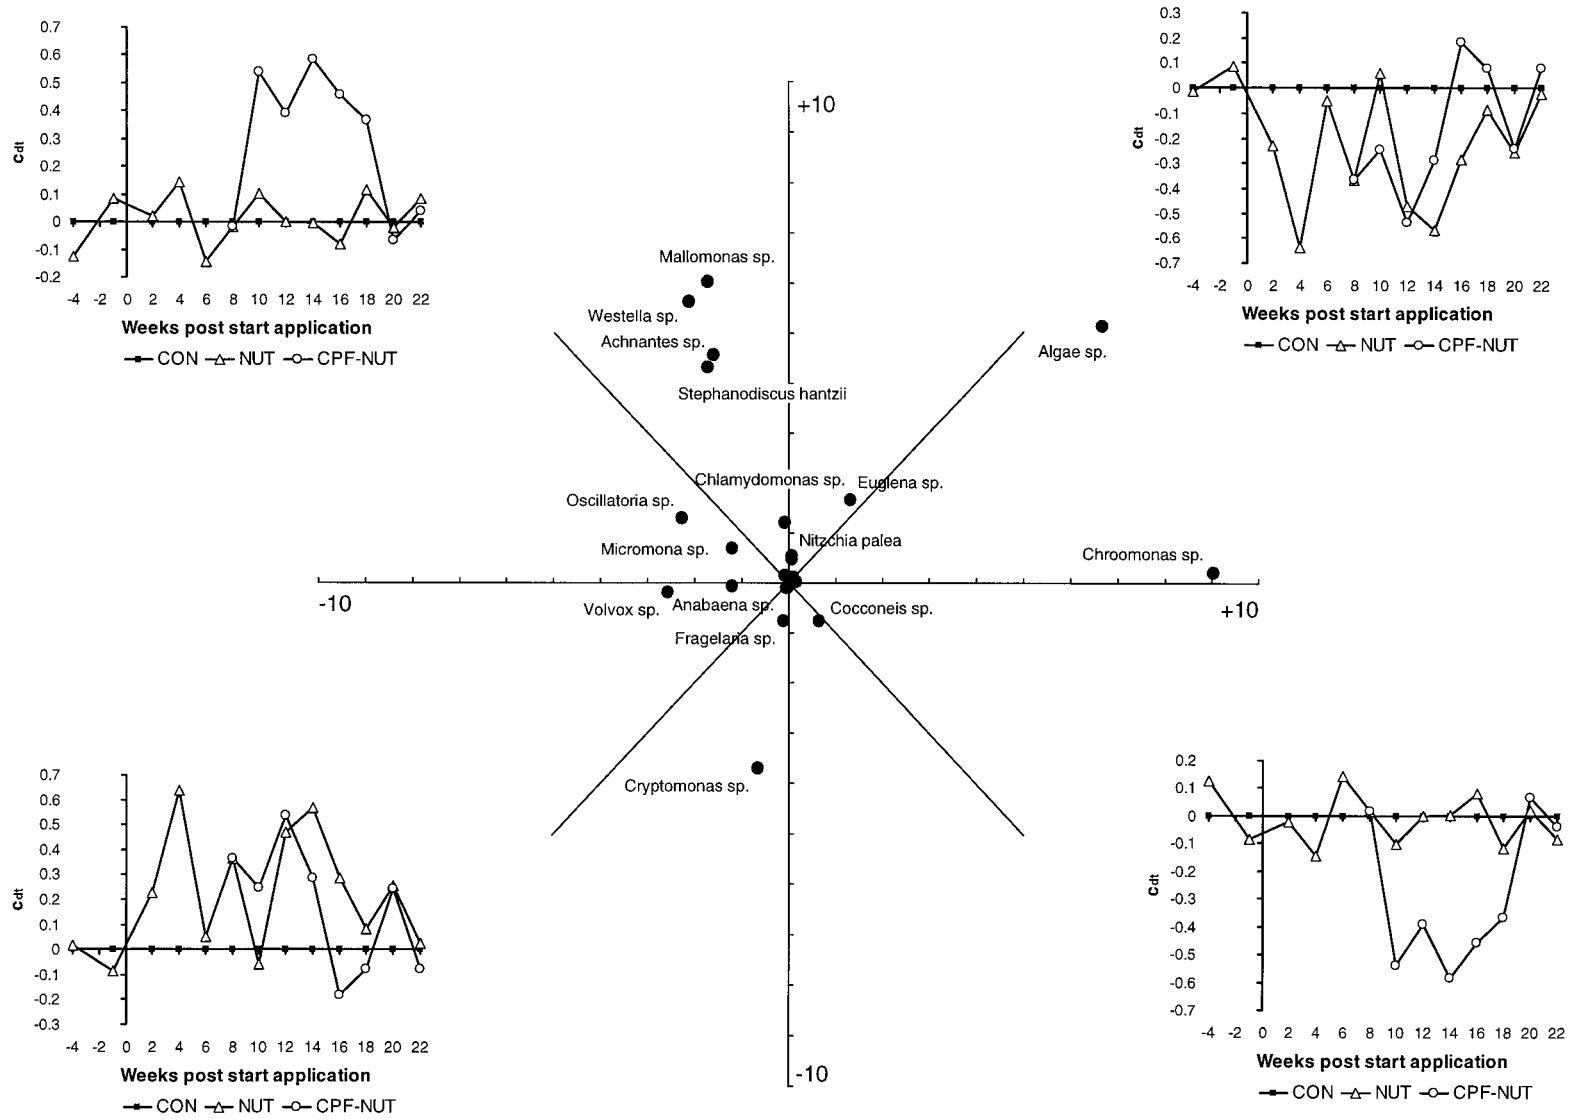 0.7
0.6
0.5
0.4
0.3
0.2
0.1
0
-0.1
-0.2
cdt
-4 -2 0 2 4 6 8 10 12 14 16 18 20 22
Weeks post start application
CON NUT CPF-NUT
0.3
0.2
0.1
0
-0.1
-0.2
-0.3
-0.4
-0.5
-0.6
-0.7
cdt
-4 -2 0 2 4 6 8 10 12 14 16 18 20 22
Weeks post start application
CON NUT CPF-NUT
+10
Mallomonas sp.
Westella sp.
Achnantes sp.
Algae sp.
Stephanodiscus hantzii
Chlamydomonas sp.
Euglena sp.
Oscillatoria sp.
Nitzchia palea
Micromona sp.
Chroomonas sp.
-10
Volvox sp.
Anabaena sp.
Cocconeis sp.
+10
Fragelaria sp.
Cryptomonas sp.
-10
0.7
0.6
0.5
0.4
0.3
0.2
0.1
0
-0.1
-0.2
-0.3
cdt
-4 -2 0 2 4 6 8 10 12 14 16 18 20 22
Weeks post start application
CON NUT CPF-NUT
0.2
0.1
0
-0.1
-0.2
-0.3
-0.4
-0.5
-0.6
-0.7
cdt
-4 -2 0 2 4 6 8 10 12 14 16 18 20 22
Weeks post start application
CON NUT CPF-NUT